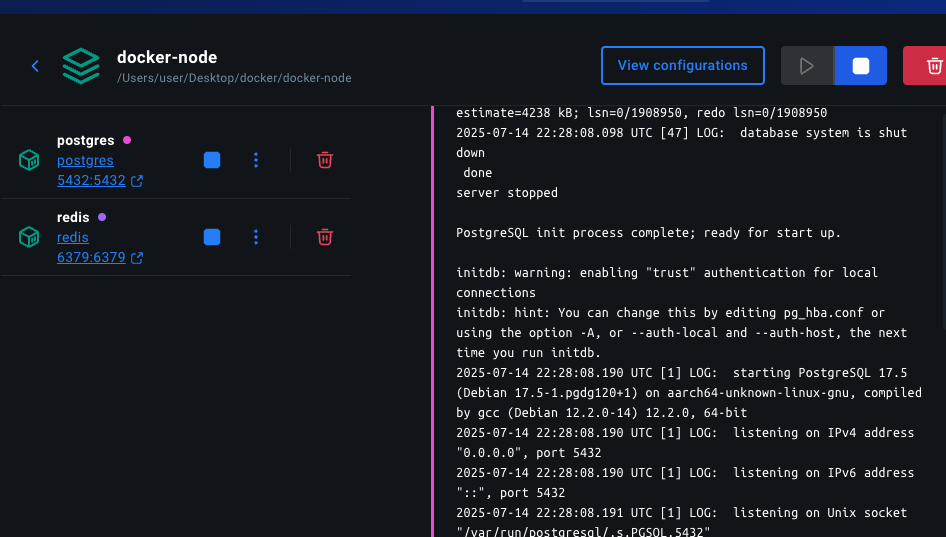 docker-node
/Users/user/Desktop/docker/docker-node
View configurations
postgres
postgres
5432:5432
redis
redis
6379:6379
estimate=4238 kB; lsn=0/1908950, redo lsn=0/1908950
2025-07-14 22:28:08.098 UTC [47] LOG:  database system is shut
down
 done
server stopped
PostgreSQL init process complete; ready for start up.
initdb: warning: enabling "trust" authentication for local
connections
initdb: hint: You can change this by editing pg_hba.conf or
using the option -A, or --auth-local and --auth-host, the next
time you run initdb.
2025-07-14 22:28:08.190 UTC [1] LOG:  starting PostgreSQL 17.5
(Debian 17.5-1.pgdg120+1) on aarch64-unknown-linux-gnu, compiled
by gcc (Debian 12.2.0-14) 12.2.0, 64-bit
2025-07-14 22:28:08.190 UTC [1] LOG:  listening on IPv4 address
"0.0.0.0", port 5432
2025-07-14 22:28:08.190 UTC [1] LOG:  listening on IPv6 address
"::", port 5432
2025-07-14 22:28:08.191 UTC [1] LOG:  listening on Unix socket
"/var/run/postgresql/.s.PGSQL.5432"